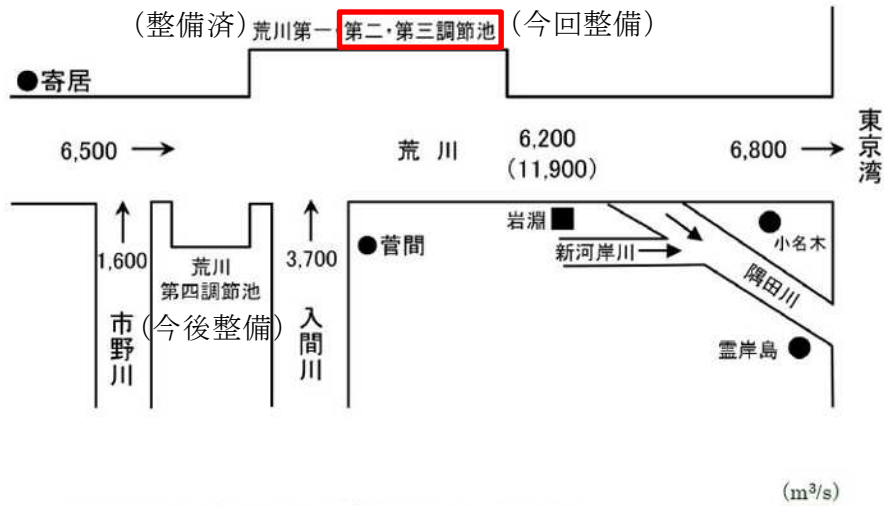 (整備済)
荒川第一・第二・第三調節池
(今回整備)
●寄居
6,500 →
荒川
6,200
(11,900)
6,800 →
東京湾
1,600
荒川
第四調節池
(今後整備)
3,700
●菅間
岩淵■
新河岸川
小名木
隅田川
市野川
入間川
霊岸島●
(m³/s)